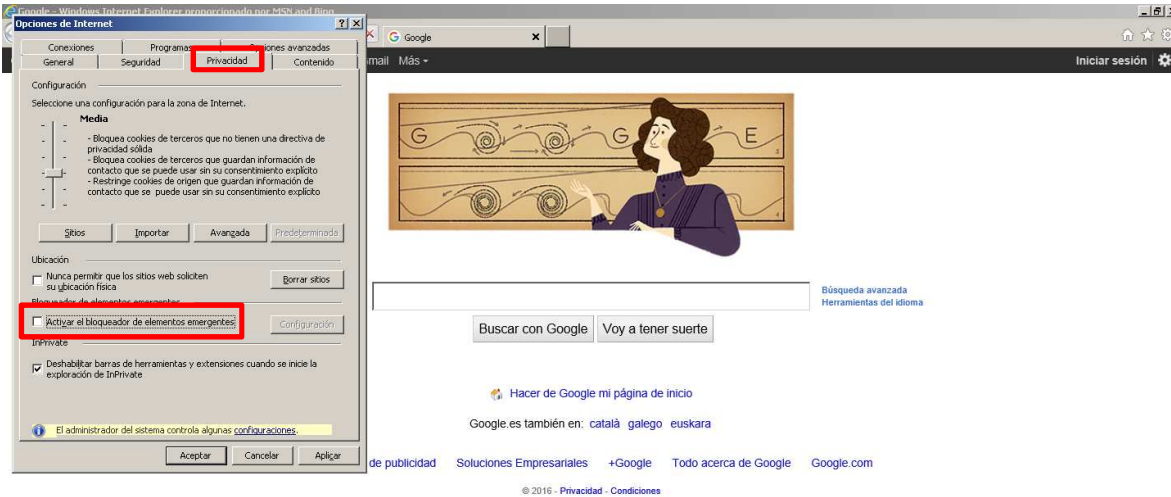 Google - Windows Internet Explorer proporcionado por MSN and Bing
Opciones de Internet
Conexiones Programas Opciones avanzadas
General Seguridad Privacidad Contenido
Configuración
Seleccione una configuración para la zona de Internet.
Media
- Bloquea cookies de terceros que no tienen una directiva de
privacidad sólida
- Bloquea cookies de terceros que guardan información de
contacto que se puede usar sin su consentimiento explícito
- Restringe cookies de origen que guardan información de
contacto que se puede usar sin su consentimiento explícito
Sitios Importar Avanzada Predeterminada
Ubicación
Nunca permitir que los sitios web soliciten
su ubicación física
Borrar sitios
Bloqueador de elementos emergentes
Activar el bloqueador de elementos emergentes Configuración
InPrivate
Deshabilitar barras de herramientas y extensiones cuando se inicie la
exploración de InPrivate
El administrador del sistema controla algunas configuraciones.
Aceptar Cancelar Aplicar
Google
Más
Iniciar sesión
G G E
Búsqueda avanzada
Herramientas del idioma
Buscar con Google Voy a tener suerte
Hacer de Google mi página de inicio
Google.es también en: català galego euskara
de publicidad Soluciones Empresariales +Google Todo acerca de Google Google.com
© 2016 - Privacidad - Condiciones